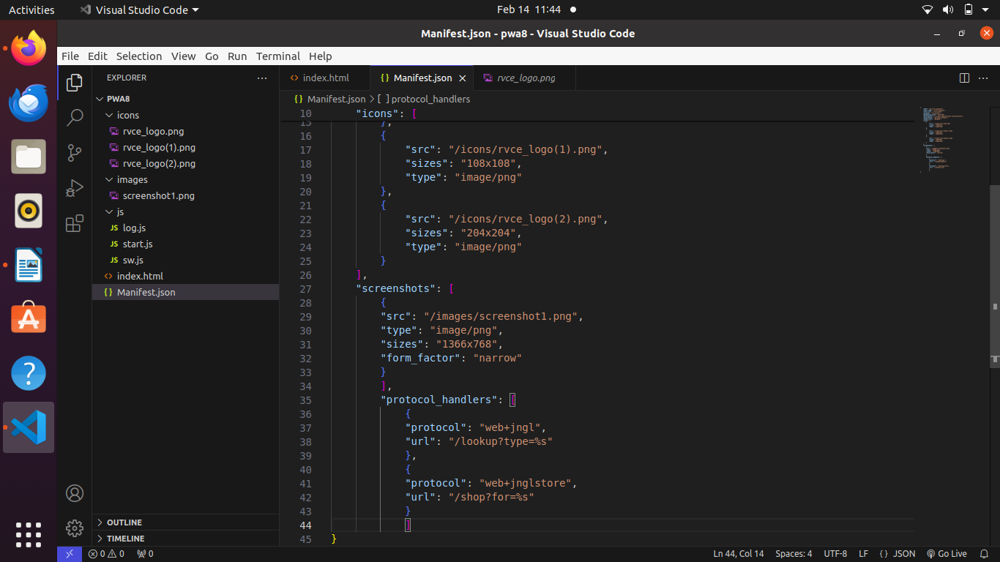 Activities
Visual Studio Code
Feb 14 11:44
Manifest.json - pwa8 - Visual Studio Code
File Edit Selection View Go Run Terminal Help
EXPLORER
PWA8
icons
rvce_logo.png
rvce_logo(1).png
rvce_logo(2).png
images
screenshot1.png
js
JS log.js
JS start.js
JS sw.js
<> index.html
{} Manifest.json
OUTLINE
TIMELINE
<> index.html
{} Manifest.json
rvce_logo.png
{} Manifest.json > [ ] protocol_handlers
10 "icons": [
15 },
16 {
17 "src": "/icons/rvce_logo(1).png",
18 "sizes": "108x108",
19 "type": "image/png"
20 },
21 {
22 "src": "/icons/rvce_logo(2).png",
23 "sizes": "204x204",
24 "type": "image/png"
25 }
26 ],
27 "screenshots": [
28 {
29 "src": "/images/screenshot1.png",
30 "type": "image/png",
31 "sizes": "1366x768",
32 "form_factor": "narrow"
33 }
34 ],
35 "protocol_handlers": [
36 {
37 "protocol": "web+jngl",
38 "url": "/lookup?type=%s"
39 },
40 {
41 "protocol": "web+jnglstore",
42 "url": "/shop?for=%s"
43 }
44 ]
45 }
0 0 0
Ln 44, Col 14 Spaces: 4 UTF-8 LF {} JSON Go Live